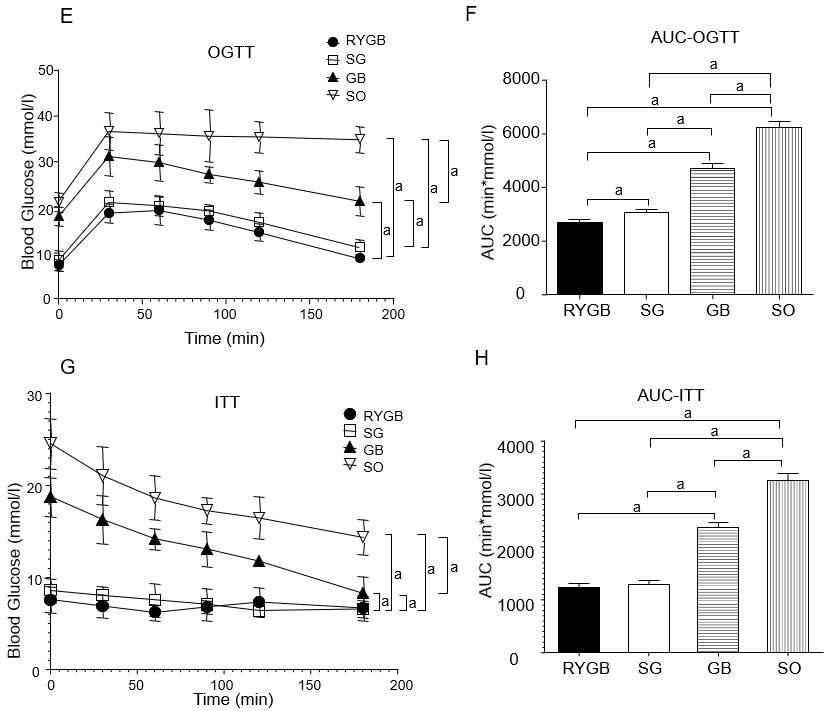 E
OGTT
RYGB
SG
GB
SO
Blood Glucose (mmol/l)
50
40
30
20
10
0
a
a
a
a
a
0
50
100
150
200
Time (min)
F
AUC-OGTT
AUC (min*mmol/l)
8000
6000
4000
2000
0
a
a
a
a
a
a
RYGB
SG
GB
SO
G
ITT
RYGB
SG
GB
SO
Blood Glucose (mmol/l)
30
20
10
0
a
a
a
a
a
0
50
100
150
200
Time (min)
H
AUC-ITT
AUC (min*mmol/l)
4000
3000
2000
1000
0
a
a
a
a
a
RYGB
SG
GB
SO